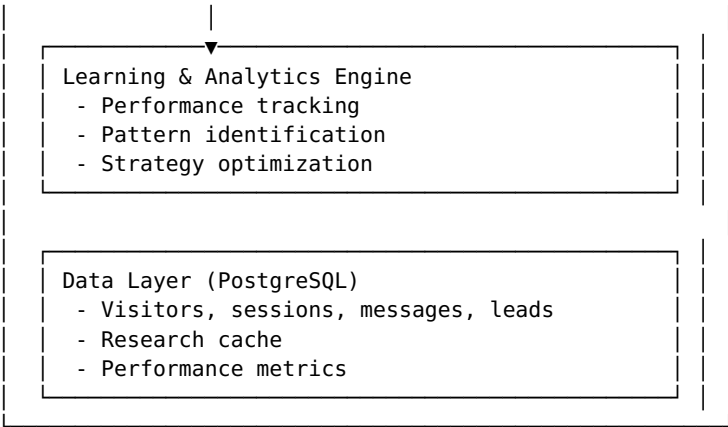 Learning & Analytics Engine
- Performance tracking
- Pattern identification
- Strategy optimization
Data Layer (PostgreSQL)
- Visitors, sessions, messages, leads
- Research cache
- Performance metrics